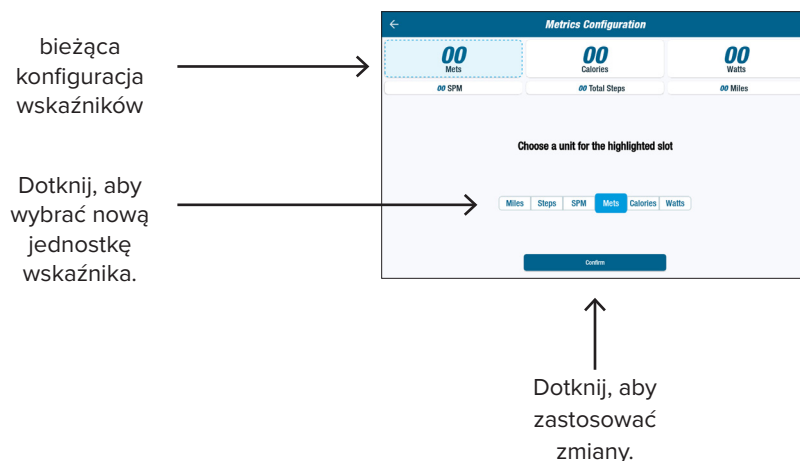 bieżąca
konfiguracja
wskaźników
Metrics Configuration
00 00 00
Mets Calories Watts
00 SPM 00 Total Steps 00 Miles
Choose a unit for the highlighted slot
Dotknij, aby
wybrać nową
jednostkę
wskaźnika.
Miles Steps SPM Mets Calories Watts
Confirm
Dotknij, aby
zastosować
zmiany.